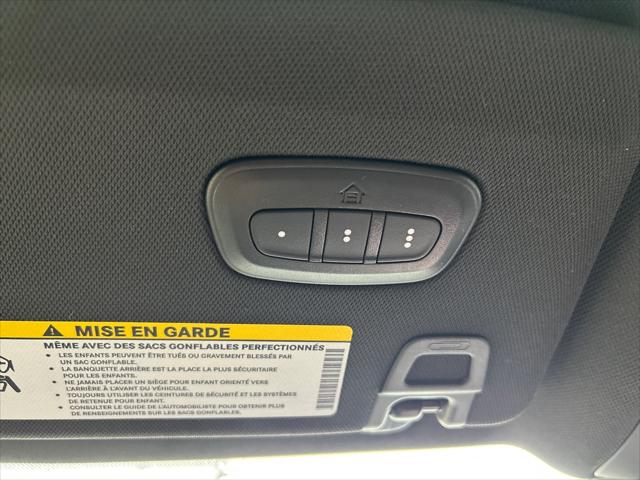 MISE EN GARDE
MÊME AVEC DES SACS GONFLABLES PERFECTIONNÉS
• LES ENFANTS PEUVENT ÊTRE TUÉS OU GRAVEMENT BLESSÉS PAR
UN SAC GONFLABLE.
• LA BANQUETTE ARRIÈRE EST LA PLACE LA PLUS SÉCURITAIRE
POUR LES ENFANTS.
• NE JAMAIS PLACER UN SIÈGE POUR ENFANT ORIENTÉ VERS
L'ARRIÈRE À L'AVANT DU VÉHICULE.
• TOUJOURS UTILISER LES CEINTURES DE SÉCURITÉ ET LES SYSTÈMES
DE RETENUE POUR ENFANT.
• CONSULTER LE GUIDE DE L'AUTOMOBILISTE POUR OBTENIR PLUS
DE RENSEIGNEMENTS SUR LES SACS GONFLABLES.